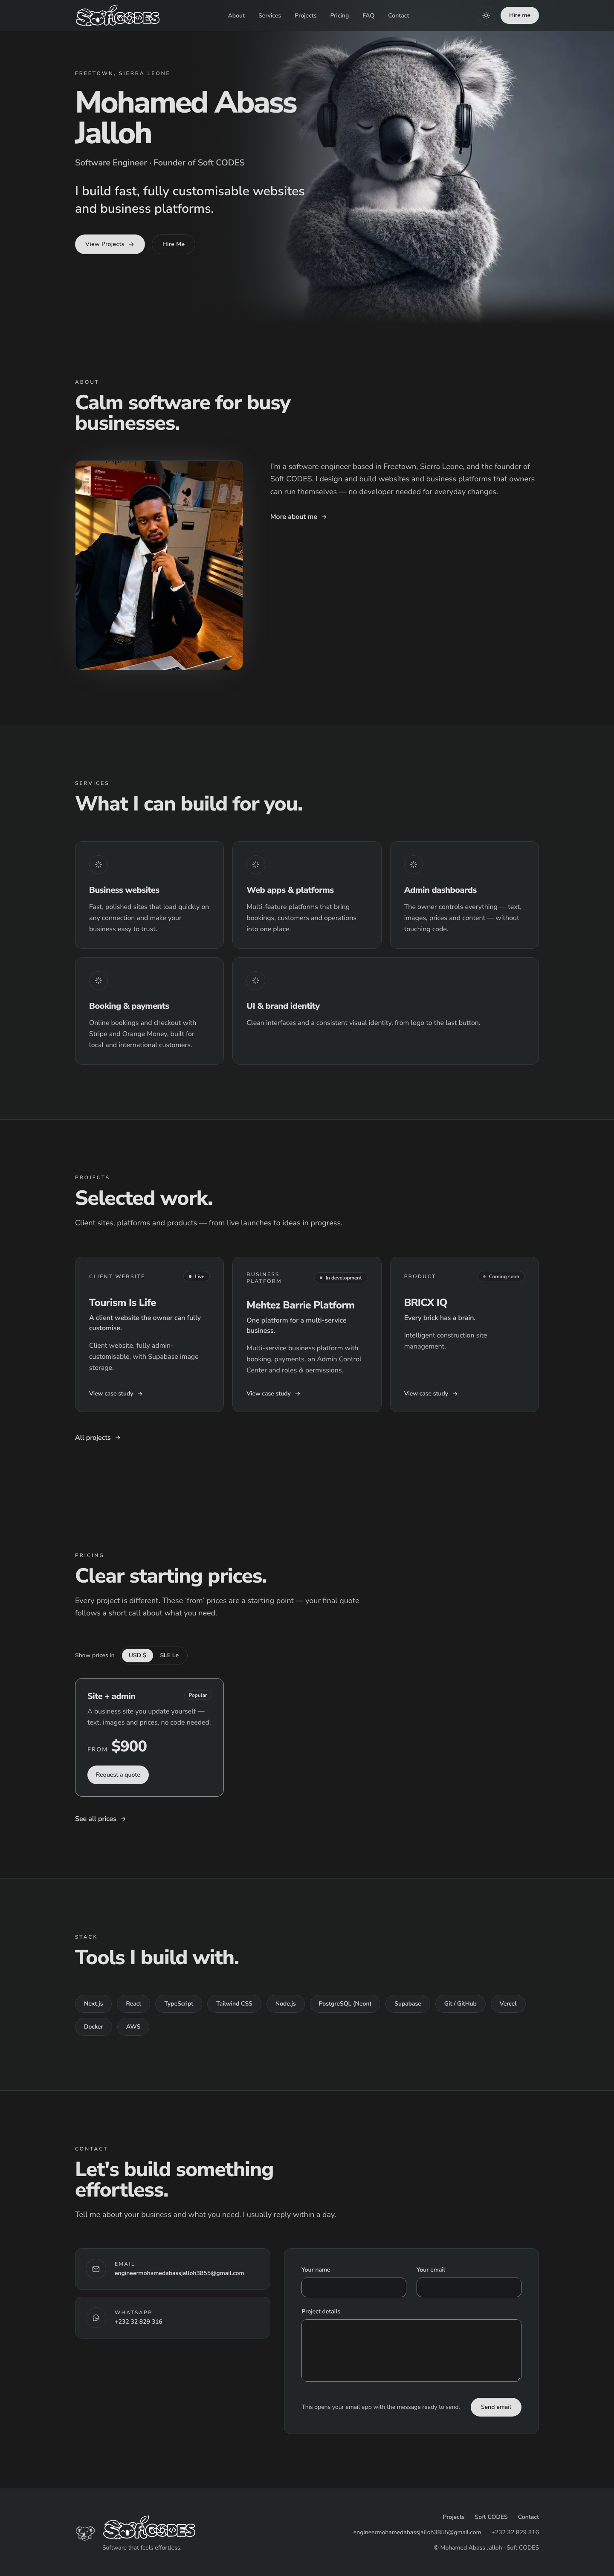 Soft CODES
About Services Projects Pricing FAQ Contact
Hire me
FREETOWN, SIERRA LEONE
Mohamed Abass
Jalloh
Software Engineer · Founder of Soft CODES
I build fast, fully customisable websites
and business platforms.
View Projects →
Hire Me
ABOUT
Calm software for busy
businesses.
I'm a software engineer based in Freetown, Sierra Leone, and the founder of
Soft CODES. I design and build websites and business platforms that owners
can run themselves — no developer needed for everyday changes.
More about me →
SERVICES
What I can build for you.
Business websites
Fast, polished sites that load quickly on
any connection and make your
business easy to trust.
Web apps & platforms
Multi-feature platforms that bring
bookings, customers and operations
into one place.
Admin dashboards
The owner controls everything — text,
images, prices and content — without
touching code.
Booking & payments
Online bookings and checkout with
Stripe and Orange Money, built for
local and international customers.
UI & brand identity
Clean interfaces and a consistent visual identity, from logo to the last button.
PROJECTS
Selected work.
Client sites, platforms and products — from live launches to ideas in progress.
CLIENT WEBSITE
Live
Tourism Is Life
A client website the owner can fully
customise.
Client website, fully admin-
customisable, with Supabase image
storage.
View case study →
BUSINESS
PLATFORM
In development
Mehtez Barrie Platform
One platform for a multi-service
business.
Multi-service business platform with
booking, payments, an Admin Control
Center and roles & permissions.
View case study →
PRODUCT
Coming soon
BRICX IQ
Every brick has a brain.
Intelligent construction site
management.
View case study →
All projects →
PRICING
Clear starting prices.
Every project is different. These ‘from’ prices are a starting point — your final quote
follows a short call about what you need.
Show prices in USD $ SLE Le
Site + admin
Popular
A business site you update yourself —
text, images and prices, no code needed.
FROM $900
Request a quote
See all prices →
STACK
Tools I build with.
Next.js React TypeScript Tailwind CSS Node.js PostgreSQL (Neon) Supabase Git / GitHub Vercel
Docker AWS
CONTACT
Let's build something
effortless.
Tell me about your business and what you need. I usually reply within a day.
EMAIL
engineermohamedabassjalloh3855@gmail.com
WHATSAPP
+232 32 829 316
Your name
Your email
Project details
This opens your email app with the message ready to send.
Send email
Soft CODES
Software that feels effortless.
Projects Soft CODES Contact
engineermohamedabassjalloh3855@gmail.com +232 32 829 316
© Mohamed Abass Jalloh · Soft CODES